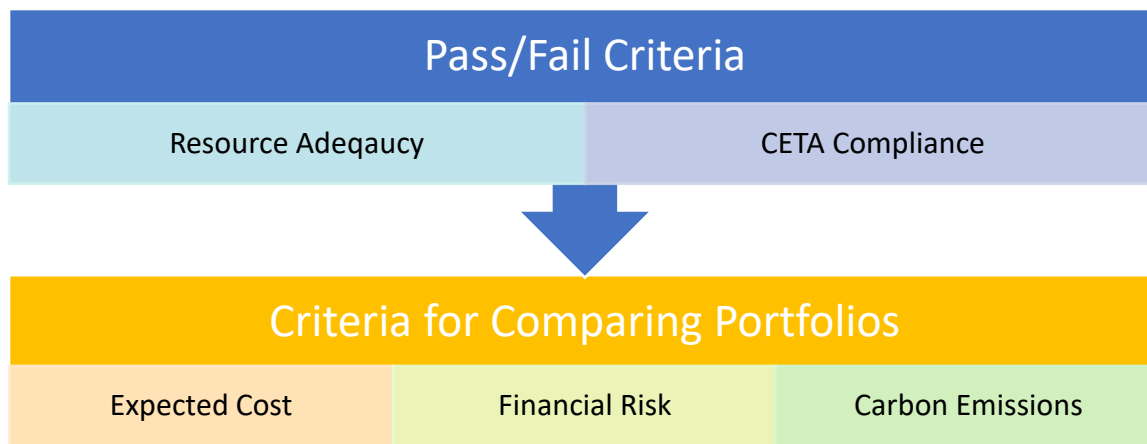 Pass/Fail Criteria
Resource Adeqaucy
CETA Compliance
Criteria for Comparing Portfolios
Expected Cost
Financial Risk
Carbon Emissions